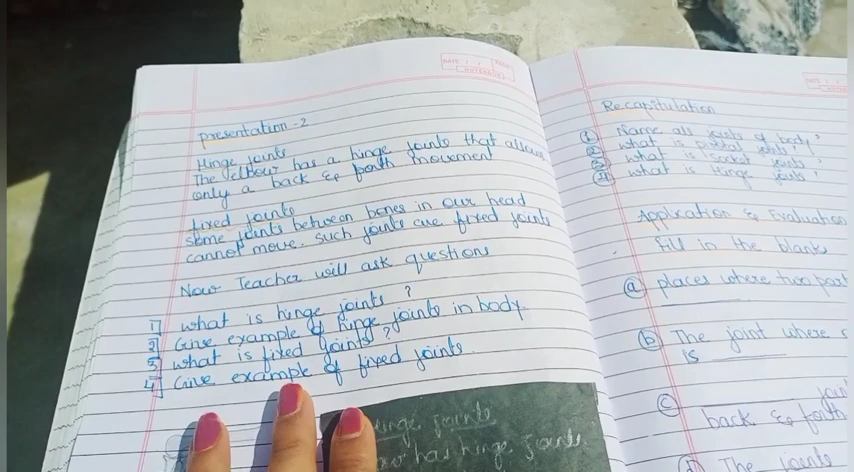 presentation - 2
Hinge joints
The elbow has a hinge joints that allows
only a back & forth movement
fixed joints
some joints between bones in our head
cannot move. such joints are fixed joints
Now Teacher will ask questions
1] what is hinge joints ?
2] Give example of hinge joints in body.
3] what is fixed joints ?
4] Give example of fixed joints.
hinge joints
has hinge joints
DATE
Recapitulation
① Name all joints of body?
② what is pivotal joints?
③ what is socket joints?
④ what is Hinge joints?
Application & Evaluation
fill in the blanks
ⓐ places where two
ⓑ The joint where
is
ⓒ
back & forth
The joints